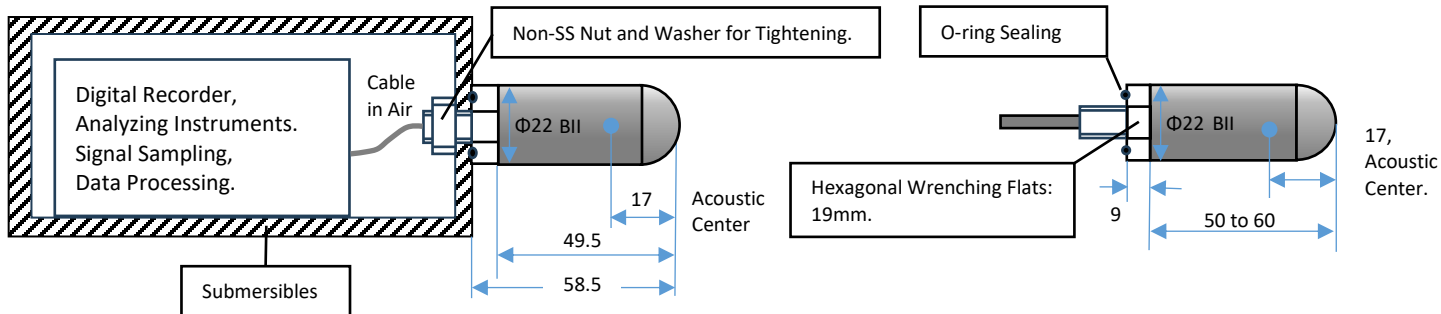 Non-SS Nut and Washer for Tightening.
O-ring Sealing
Digital Recorder,
Analyzing Instruments.
Signal Sampling,
Data Processing.
Cable
in Air
Φ22 BII
17
Acoustic
Center
49.5
58.5
Submersibles
Φ22 BII
Hexagonal Wrenching Flats:
19mm.
9
17,
Acoustic
Center.
50 to 60